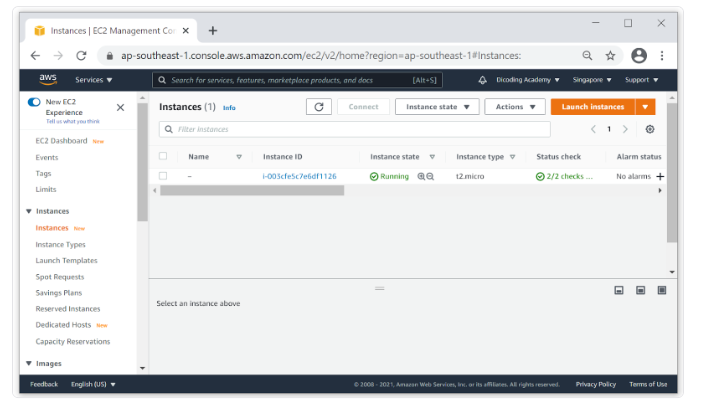 Instances | EC2 Management Con
ap-southeast-1.console.aws.amazon.com/ec2/v2/home?region=ap-southeast-1#Instances:
aws Services Search for services, features, marketplace products, and docs [Alt+S] Dicoding Academy Singapore Support
New EC2 Experience
Tell us what you think
EC2 Dashboard New
Events
Tags
Limits
Instances
Instances New
Instance Types
Launch Templates
Spot Requests
Savings Plans
Reserved Instances
Dedicated Hosts New
Capacity Reservations
Images
Instances (1) Info Connect Instance state Actions Launch instances
Filter instances 1
Name Instance ID Instance state Instance type Status check Alarm status
– i-003cfe5c7e6df1126 Running t2.micro 2/2 checks ... No alarms
Select an instance above
Feedback English (US) © 2008 - 2021, Amazon Web Services, Inc. or its affiliates. All rights reserved. Privacy Policy Terms of Use